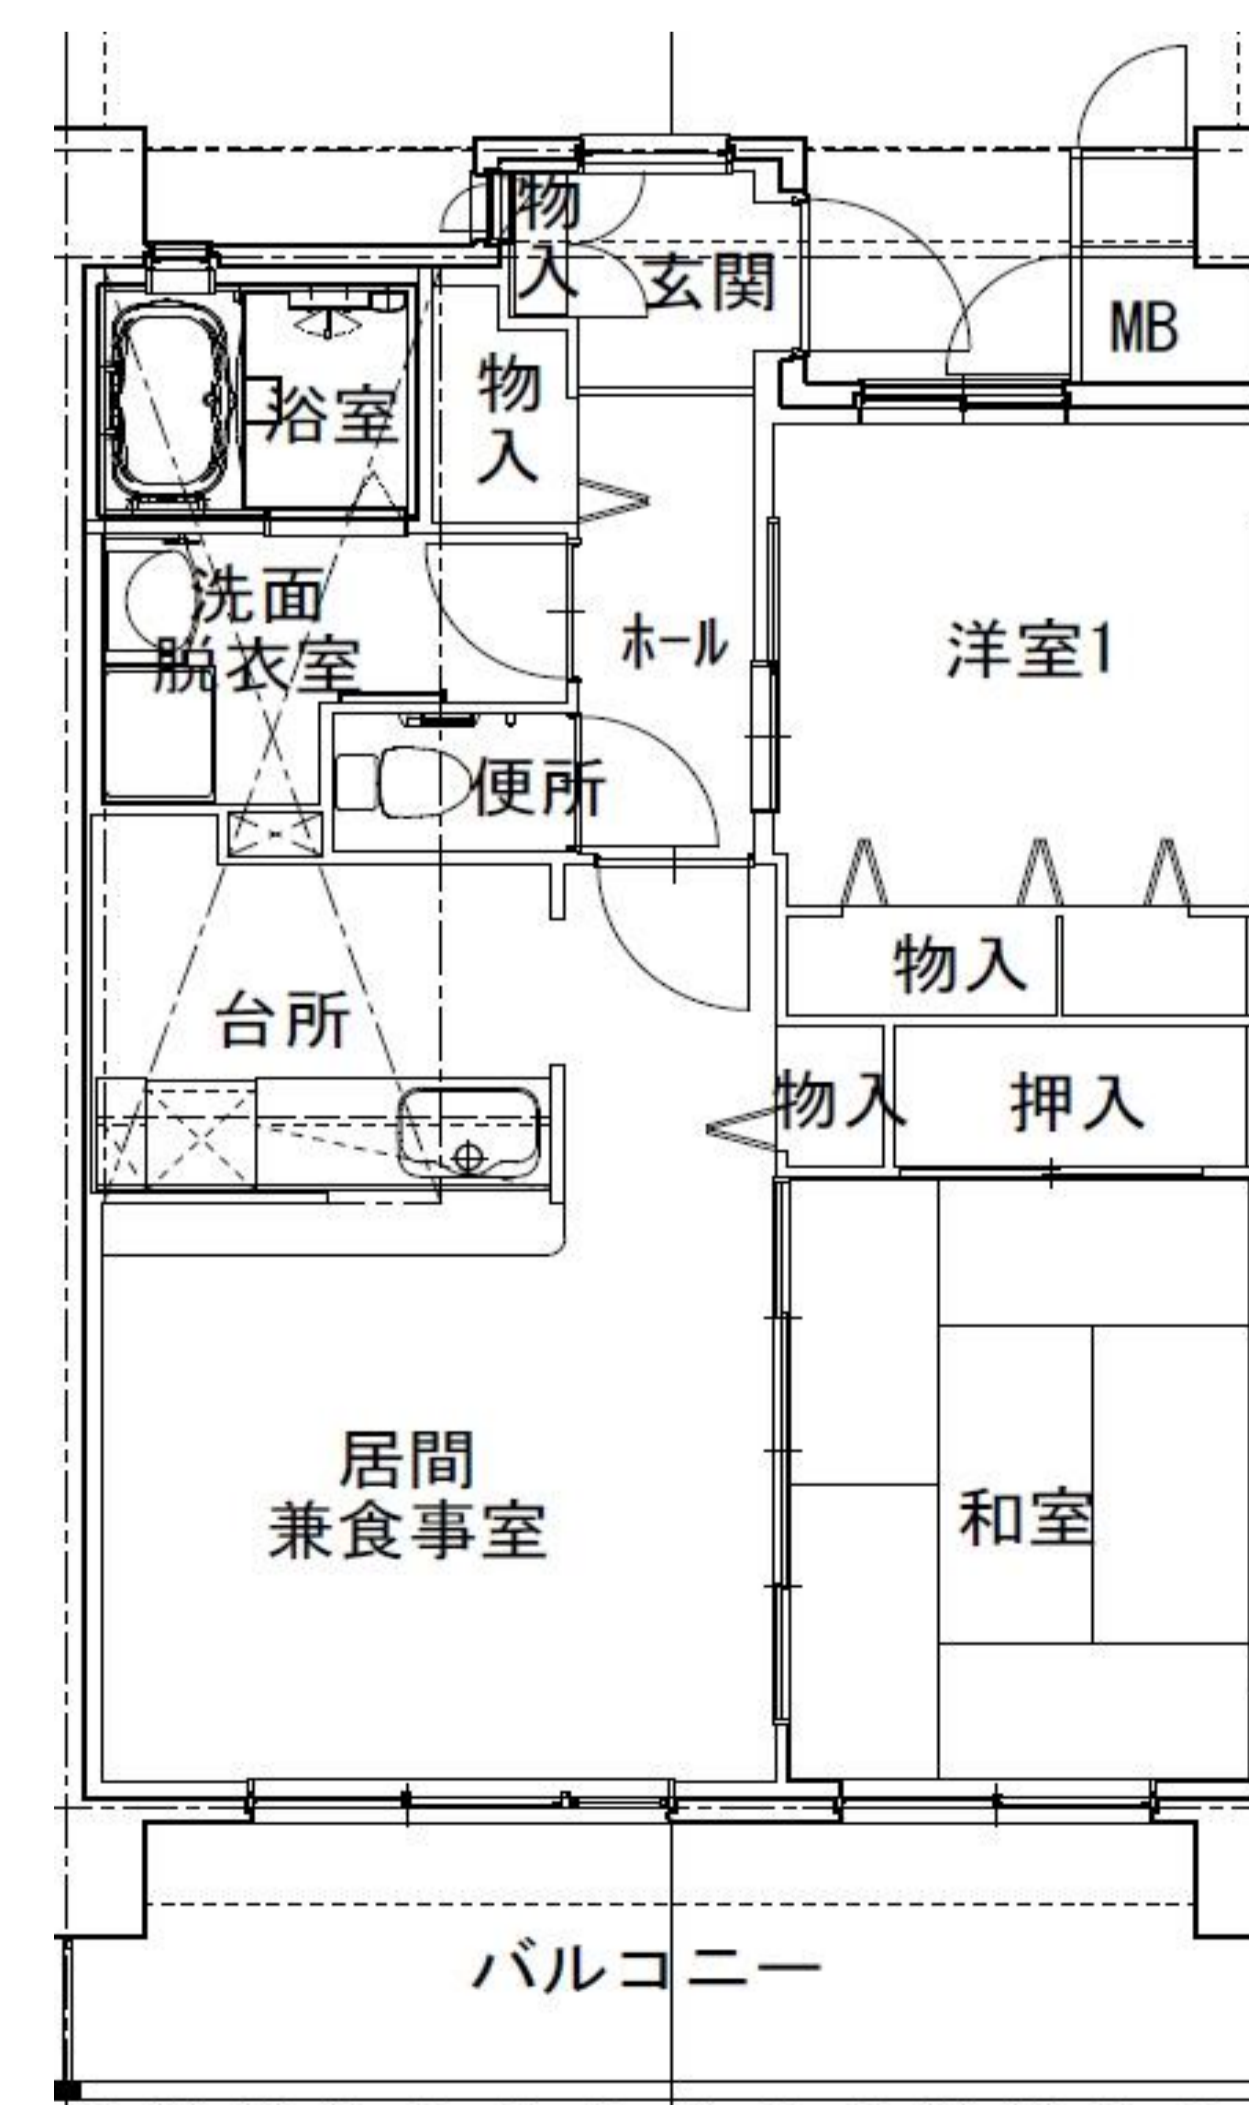 物
入
玄関
MB
物
入
浴室
洗面
脱衣室
ﾎｰﾙ
洋室1
便所
物入
台所
物入
押入
居間
兼食事室
和室
バルコニー